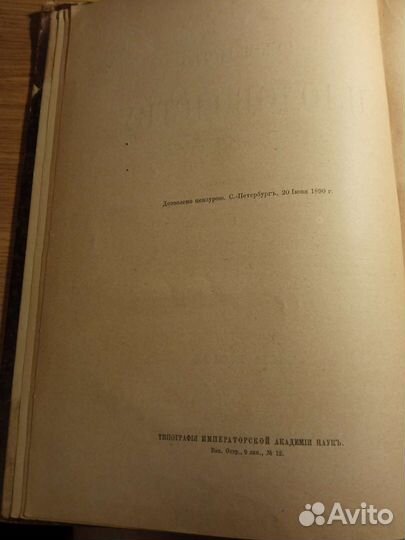 Дозволено цензурою. С.-Петербургъ, 20 Іюня 1890 г.
ТИПОГРАФІЯ ИМПЕРАТОРСКОЙ АКАДЕМІИ НАУКЪ.
Вас. Остр., 9 лин., № 12.
Avito